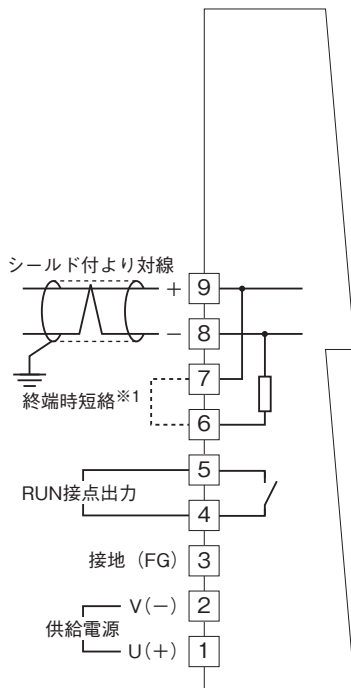 シールド付より対線
+ 9
− 8
7
終端時短絡※1
6
5
RUN接点出力
4
接地（FG） 3
V（−） 2
供給電源
U（+） 1